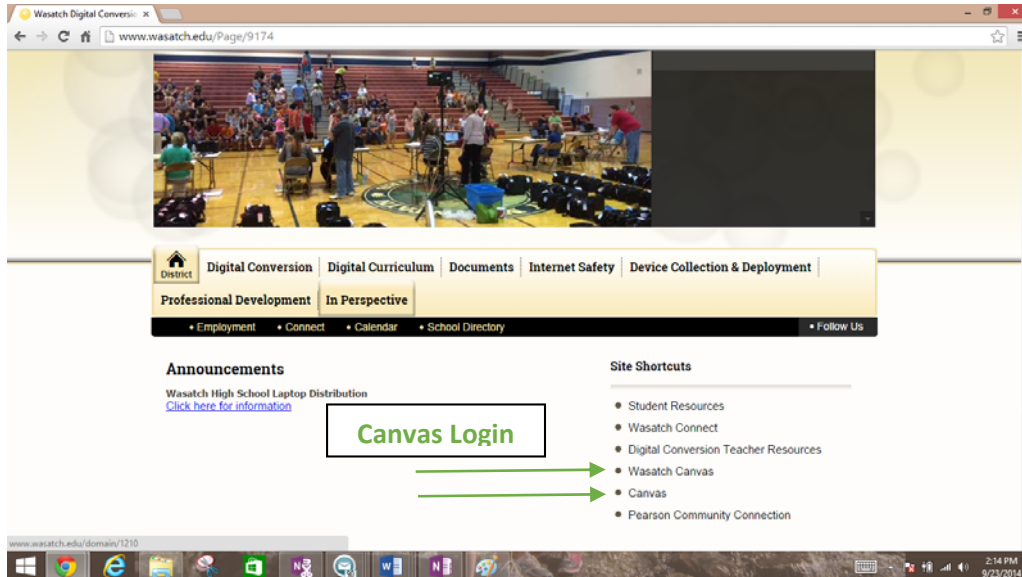 Wasatch Digital Conversic
www.wasatch.edu/Page/9174
District
Digital Conversion Digital Curriculum Documents Internet Safety Device Collection & Deployment
Professional Development In Perspective
• Employment • Connect • Calendar • School Directory • Follow Us
Announcements
Wasatch High School Laptop Distribution
Click here for information
Canvas Login
Site Shortcuts
• Student Resources
• Wasatch Connect
• Digital Conversion Teacher Resources
• Wasatch Canvas
• Canvas
• Pearson Community Connection
www.wasatch.edu/domain/1210
2:14 PM
9/23/2014